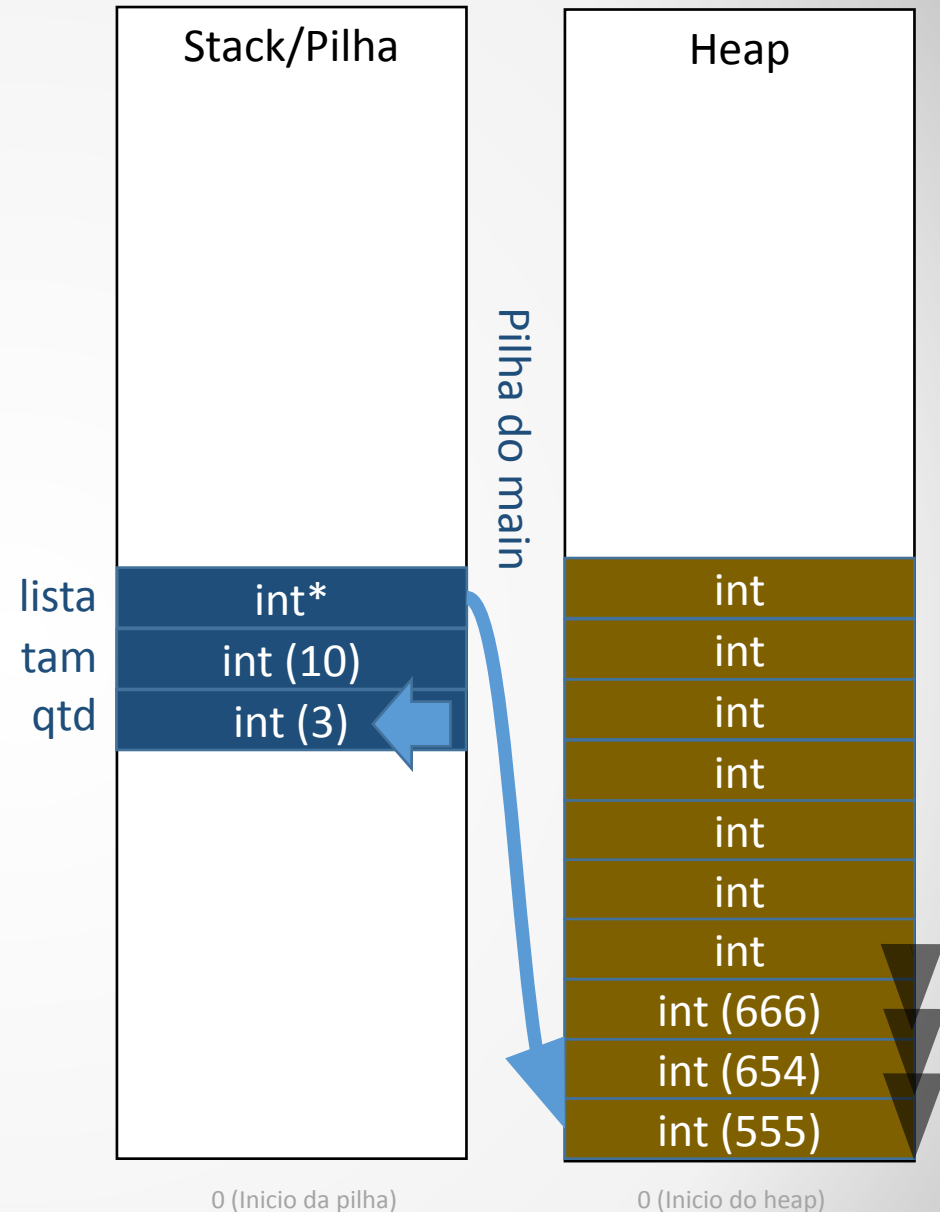 Stack/Pilha
lista
int*
tam
int (10)
qtd
int (3)
0 (Inicio da pilha)
Pilha do main
Heap
int
int
int
int
int
int
int
int (666)
int (654)
int (555)
0 (Inicio do heap)